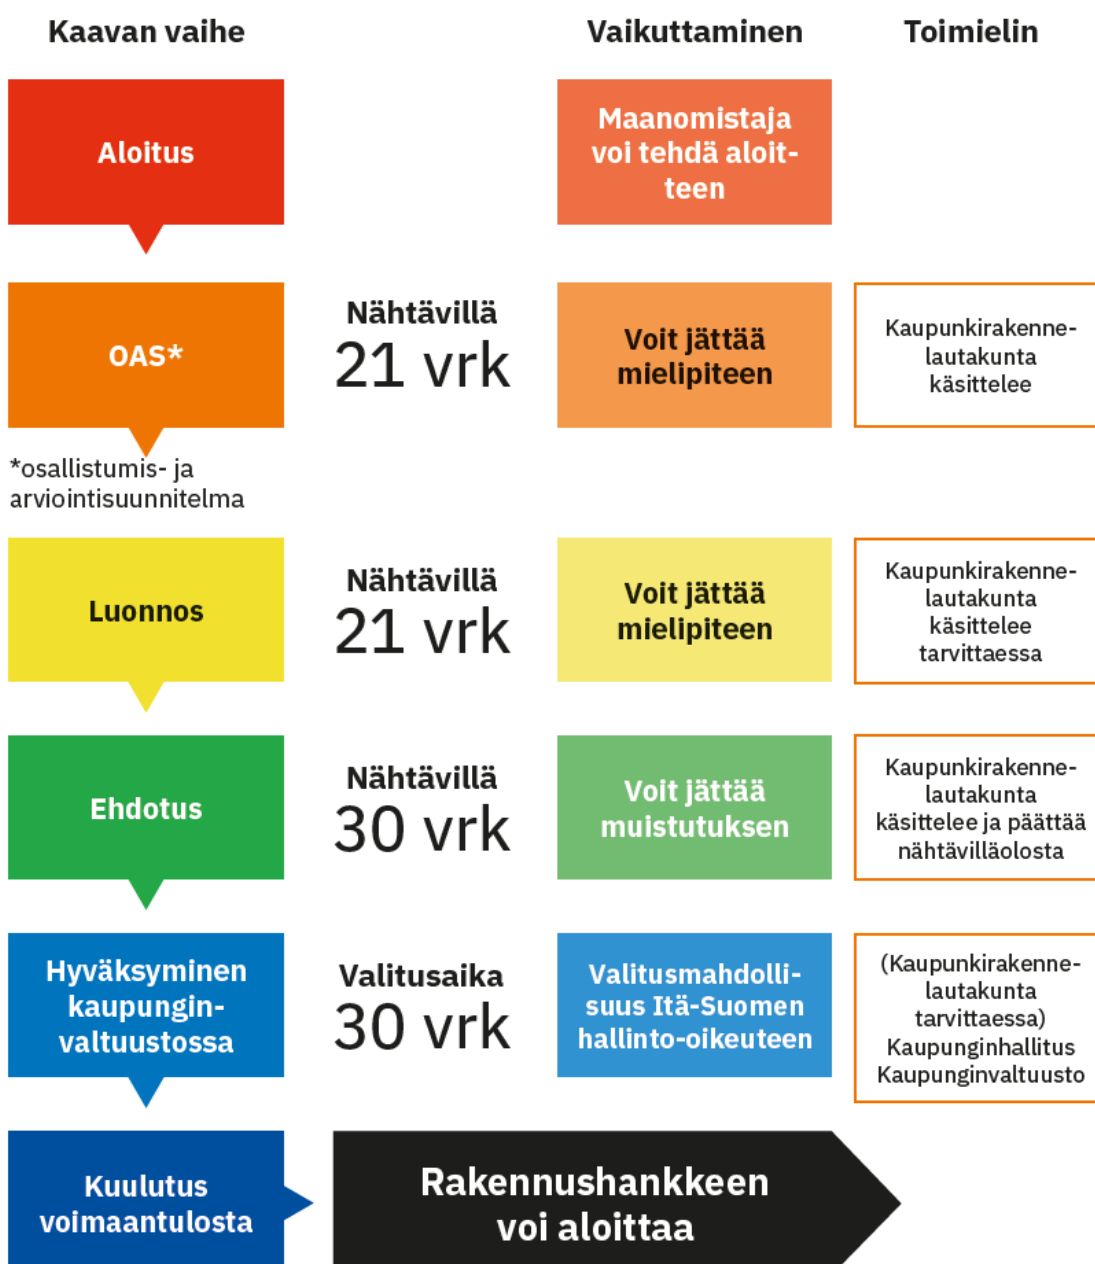 Kaavan vaihe
Vaikuttaminen
Toimielin
Aloitus
Maanomistaja
voi tehdä aloit-
teen
OAS*
Nähtävillä
21 vrk
Voit jättää
mielipiteen
Kaupunkirakenne-
lautakunta
käsittelee
*osallistumis- ja
arviointisuunnitelma
Luonnos
Nähtävillä
21 vrk
Voit jättää
mielipiteen
Kaupunkirakenne-
lautakunta
käsittelee
tarvittaessa
Ehdotus
Nähtävillä
30 vrk
Voit jättää
muistutuksen
Kaupunkirakenne-
lautakunta
käsittelee ja päättää
nähtävilläolosta
Hyväksyminen
kaupungin-
valtuustossa
Valitusaika
30 vrk
Valitusmahdolli-
suus Itä-Suomen
hallinto-oikeuteen
(Kaupunkirakenne-
lautakunta
tarvittaessa)
Kaupunginhallitus
Kaupunginvaltuusto
Kuulutus
voimaantulosta
Rakennushankkeen
voi aloittaa